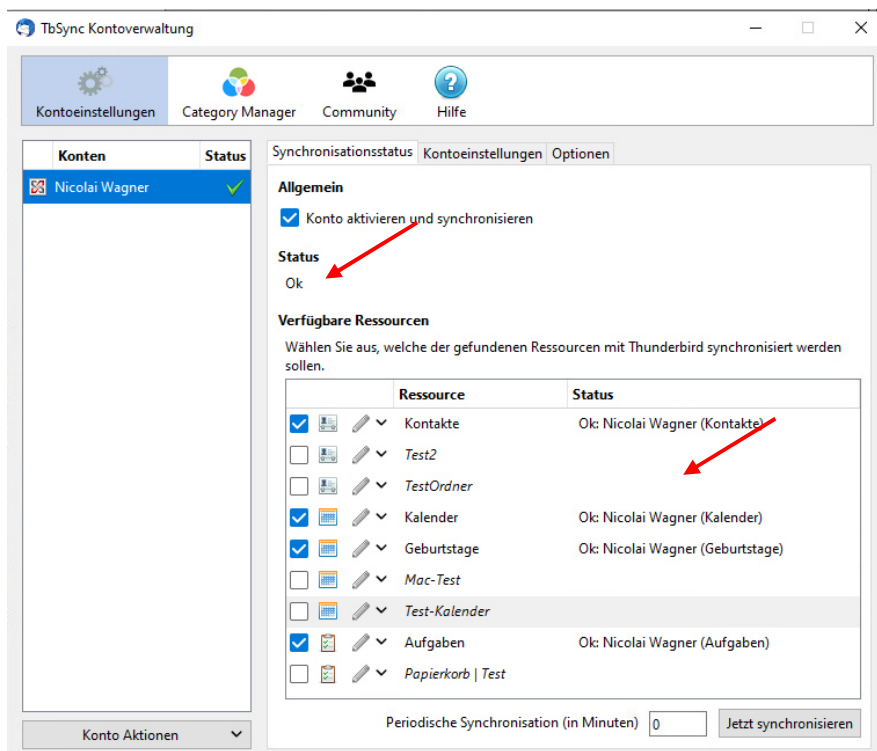 TbSync Kontoverwaltung
Kontoeinstellungen Category Manager Community Hilfe
Konten Status
Nicolai Wagner
Synchronisationsstatus Kontoeinstellungen Optionen
Allgemein
Konto aktivieren und synchronisieren
Status
Ok
Verfügbare Ressourcen
Wählen Sie aus, welche der gefundenen Ressourcen mit Thunderbird synchronisiert werden
sollen.
Ressource Status
Kontakte Ok: Nicolai Wagner (Kontakte)
Test2
TestOrdner
Kalender Ok: Nicolai Wagner (Kalender)
Geburtstage Ok: Nicolai Wagner (Geburtstage)
Mac-Test
Test-Kalender
Aufgaben Ok: Nicolai Wagner (Aufgaben)
Papierkorb | Test
Periodische Synchronisation (in Minuten) 0 Jetzt synchronisieren
Konto Aktionen